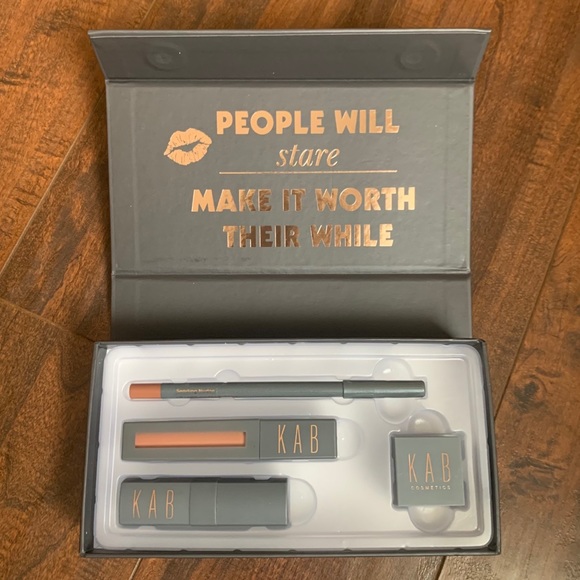 PEOPLE WILL
stare
MAKE IT WORTH
THEIR WHILE
KAB
KAB
KAB
COSMETICS